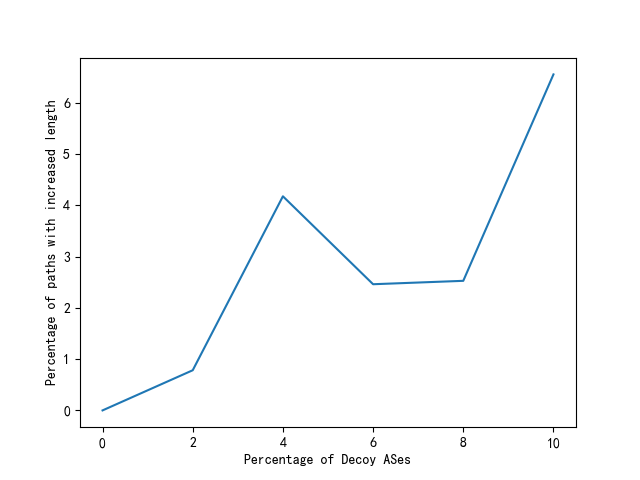 Percentage of paths with increased length
6
5
4
3
2
1
0
0 2 4 6 8 10
Percentage of Decoy ASes